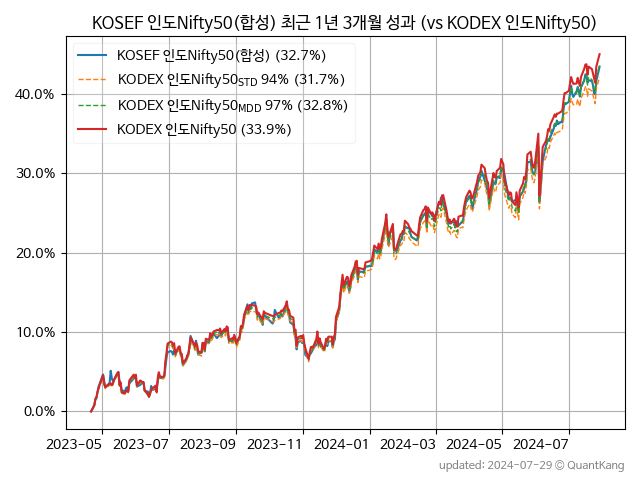 KOSEF 인도Nifty50(합성) 최근 1년 3개월 성과 (vs KODEX 인도Nifty50)
KOSEF 인도Nifty50(합성) (32.7%)
KODEX 인도Nifty50STD 94% (31.7%)
KODEX 인도Nifty50MDD 97% (32.8%)
KODEX 인도Nifty50 (33.9%)
40.0%
30.0%
20.0%
10.0%
0.0%
2023-05 2023-07 2023-09 2023-11 2024-01 2024-03 2024-05 2024-07
updated: 2024-07-29 © QuantKang